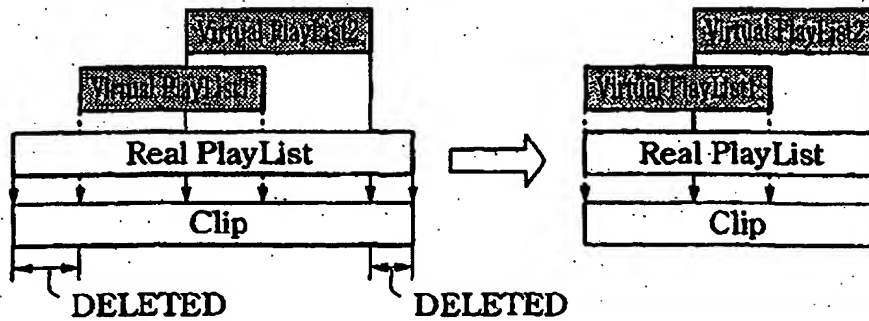 Virtual PlayList2
Virtual PlayList1
Real PlayList
Clip
DELETED
DELETED
Virtual PlayList2
Virtual PlayList1
Real PlayList
Clip